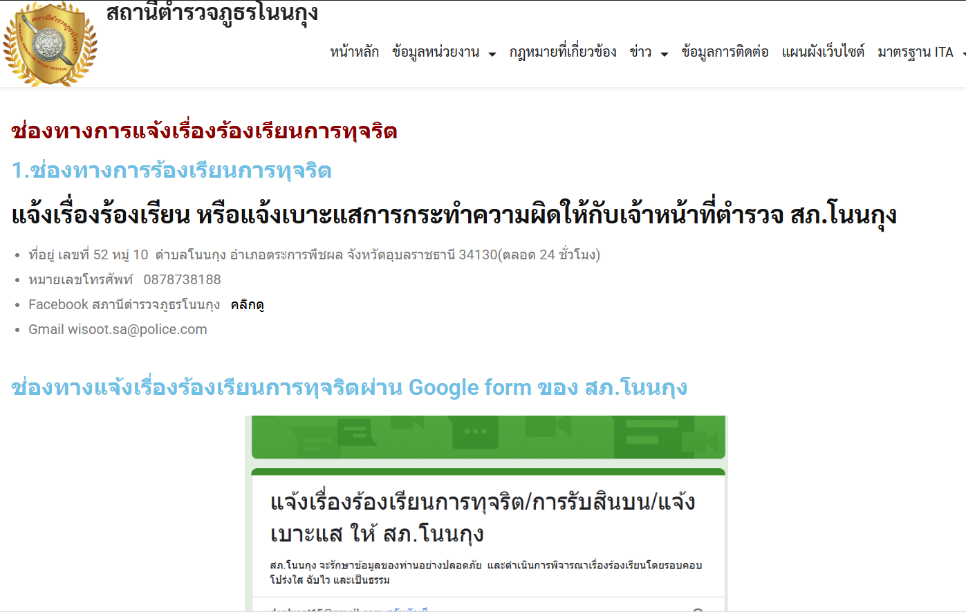 สถานีตำรวจภูธรโนนกุง
หน้าหลัก ข้อมูลหน่วยงาน กฎหมายที่เกี่ยวข้อง ข่าว ข้อมูลการติดต่อ แผนผังเว็บไซต์ มาตรฐาน ITA
ช่องทางการแจ้งเรื่องร้องเรียนการทุจริต
1.ช่องทางการร้องเรียนการทุจริต
แจ้งเรื่องร้องเรียน หรือแจ้งเบาะแสการกระทำความผิดให้กับเจ้าหน้าที่ตำรวจ สภ.โนนกุง
ที่อยู่ เลขที่ 52 หมู่ 10 ตำบลโนนกุง อำเภอตระการพืชผล จังหวัดอุบลราชธานี 34130(ตลอด 24 ชั่วโมง)
หมายเลขโทรศัพท์ 0878738188
Facebook สภานีตำรวจภูธรโนนกุง คลิกดู
Gmail wisoot.sa@police.com
ช่องทางแจ้งเรื่องร้องเรียนการทุจริตผ่าน Google form ของ สภ.โนนกุง
แจ้งเรื่องร้องเรียนการทุจริต/การรับสินบน/แจ้ง
เบาะแส ให้ สภ.โนนกุง
สภ.โนนกุง จะรักษาข้อมูลของท่านอย่างปลอดภัย และดำเนินการพิจารณาเรื่องร้องเรียนโดยรอบคอบ
โปร่งใส ฉับไว และเป็นธรรม